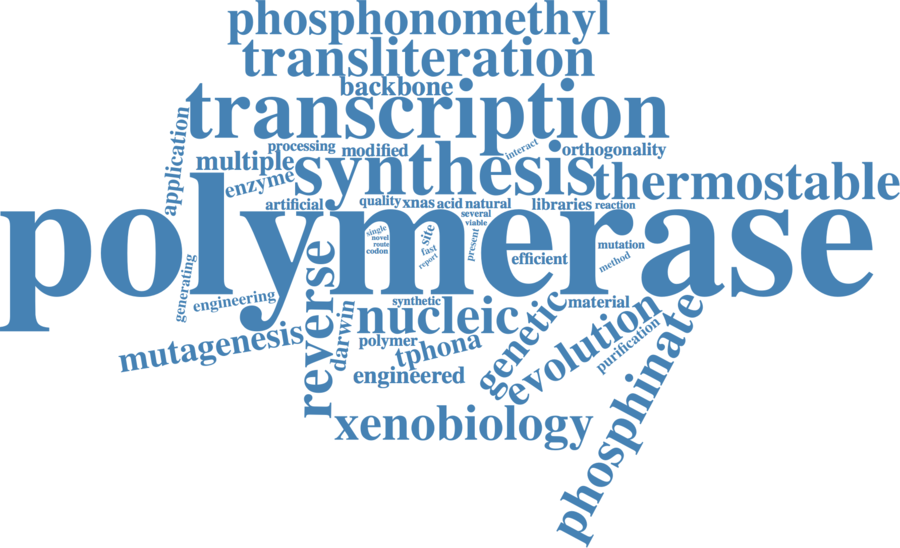 phosphonomethyl
transliteration
backbone
transcription
application
processing
modified
interact
orthogonality
multiple
synthesis
thermostable
enzyme
artificial
quality
xnas
acid
natural
libraries
reaction
polymerase
several
viable
single
novel
route
codon
site
fast
report
present
efficient
mutation
method
generating
engineering
reverse
synthetic
darwin
nucleic
genetic
material
evolution
purification
phosphinate
mutagenesis
polymer
tphona
engineered
xenobiology